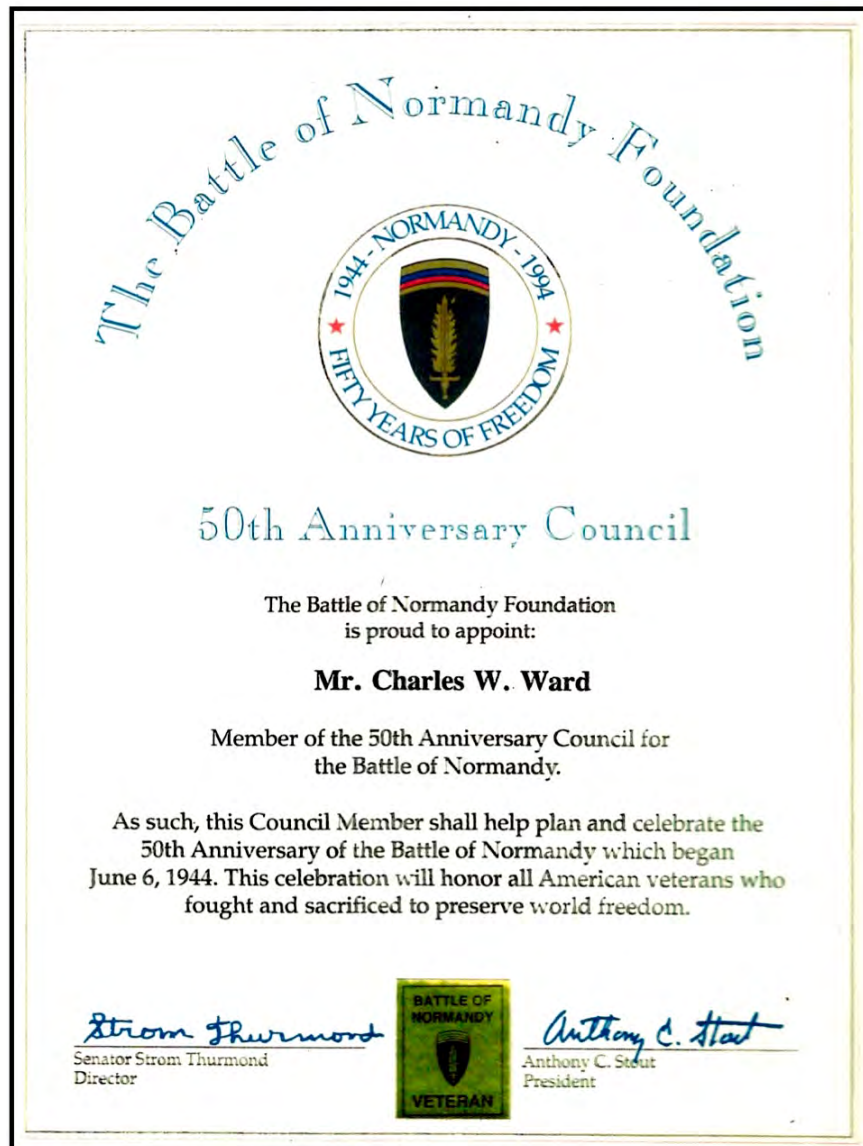 The Battle of Normandy Foundation
1944 - NORMANDY - 1994
FIFTY YEARS OF FREEDOM
50th Anniversary Council
The Battle of Normandy Foundation
is proud to appoint:
Mr. Charles W. Ward
Member of the 50th Anniversary Council for
the Battle of Normandy.
As such, this Council Member shall help plan and celebrate the
50th Anniversary of the Battle of Normandy which began
June 6, 1944. This celebration will honor all American veterans who
fought and sacrificed to preserve world freedom.
Strom Thurmond
Senator Strom Thurmond
Director
BATTLE OF
NORMANDY
VETERAN
Anthony C. Stout
Anthony C. Stout
President